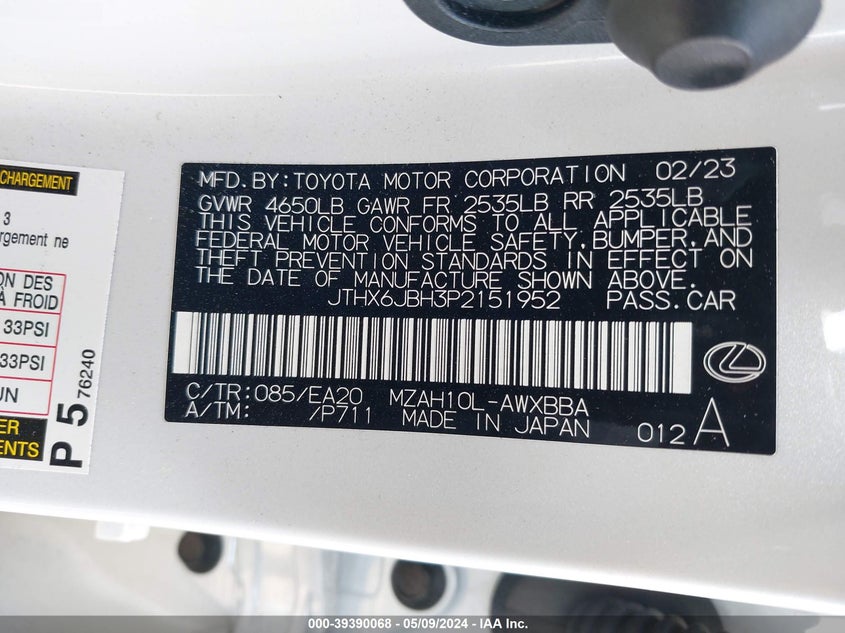 CHARGEMENT
3
rgement ne
ON DES
À FROID
33PSI
33PSI
UN
ER
ENTS
P 5 76240
MFD.BY:TOYOTA MOTOR CORPORATION 02/23
GVWR 4650LB GAWR FR 2535LB RR 2535LB
THIS VEHICLE CONFORMS TO ALL APPLICABLE
FEDERAL MOTOR VEHICLE SAFETY,BUMPER,AND
THEFT PREVENTION STANDARDS IN EFFECT ON
THE DATE OF MANUFACTURE SHOWN ABOVE.
JTHX6JBH3P2151952 PASS.CAR
C/TR:085/EA20 MZAH10L-AWXBBA
A/TM: /P711 MADE IN JAPAN 012 A
000-39390068 - 05/09/2024 - IAA Inc.